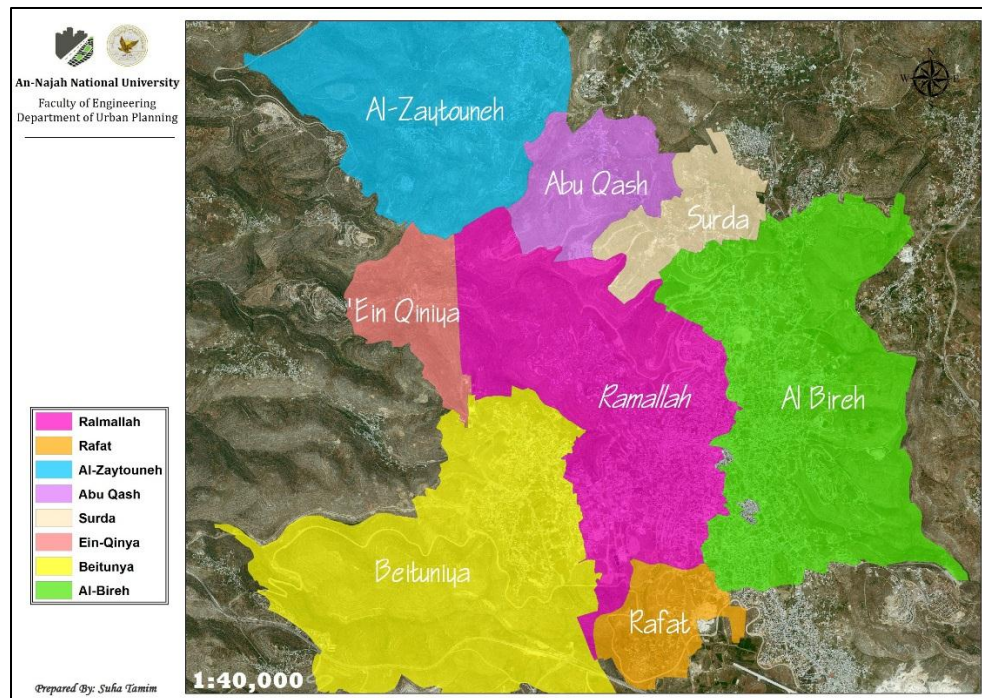 An-Najah National University
Faculty of Engineering
Department of Urban Planning
Ralmallah
Rafat
Al-Zaytouneh
Abu Qash
Surda
Ein-Qinya
Beitunya
Al-Bireh
Prepared By: Suha Tamim
N
W E
Al-Zaytouneh
Abu Qash
Surda
'Ein Qiniya
Ramallah
Al Bireh
Beituniya
Rafat
1:40,000